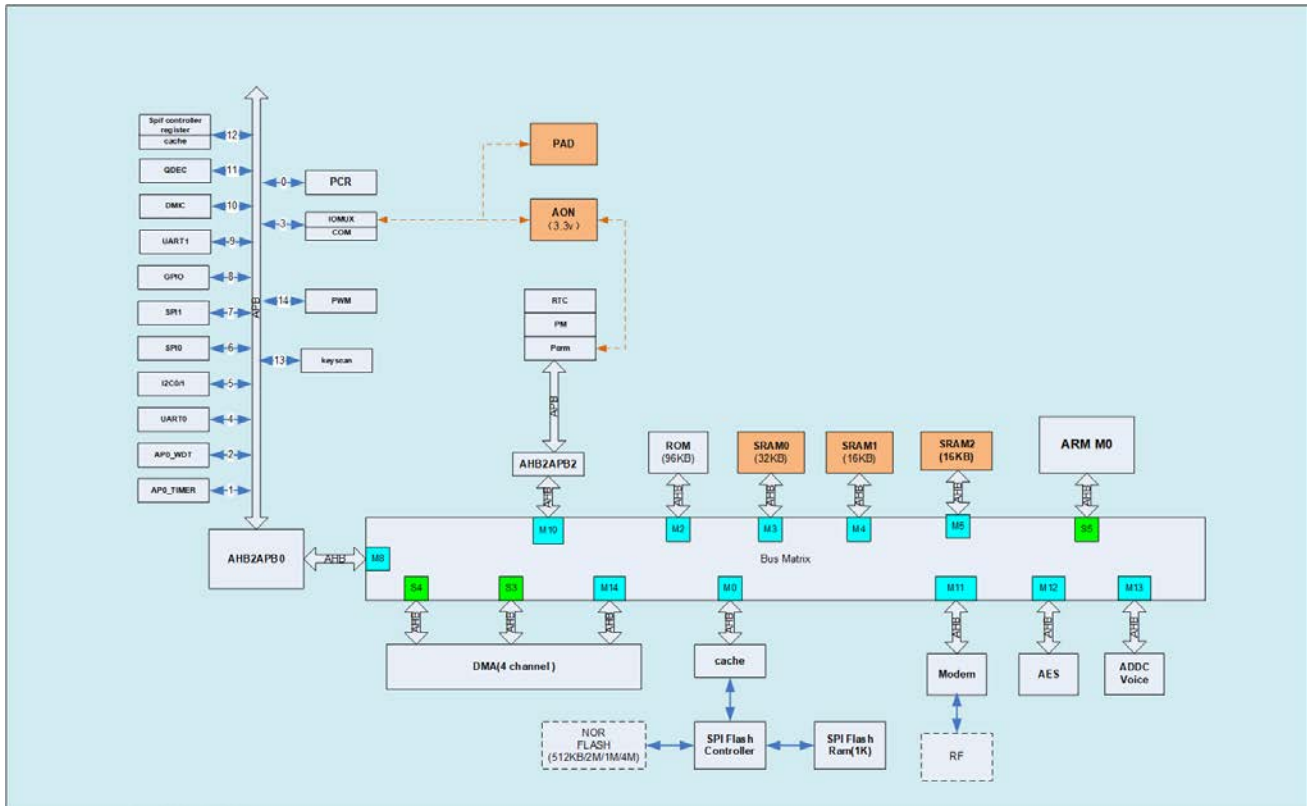 Spif controller
register
cache
12
QDEC
11
DMIC
10
UART1
9
GPIO
8
SPI1
7
SPI0
6
I2C0/1
5
UART0
4
AP0_WDT
2
AP0_TIMER
1
APB
0
PCR
3
IOMUX
COM
14
PWM
13
keyscan
PAD
AON
(3.3v)
RTC
PM
Perm
APB
AHB2APB2
AHB
ROM
(96KB)
AHB
SRAM0
(32KB)
AHB
SRAM1
(16KB)
AHB
SRAM2
(16KB)
AHB
ARM M0
AHB
AHB2APB0
AHB
M8
M10
M2
M3
M4
M5
S5
Bus Matrix
S4
S3
M14
M0
M11
M12
M13
AHB
AHB
AHB
AHB
AHB
AHB
AHB
DMA(4 channel )
cache
Modem
AES
ADDC
Voice
NOR
FLASH
(512KB/2M/1M/4M)
SPI Flash
Controller
SPI Flash
Ram(1K)
RF